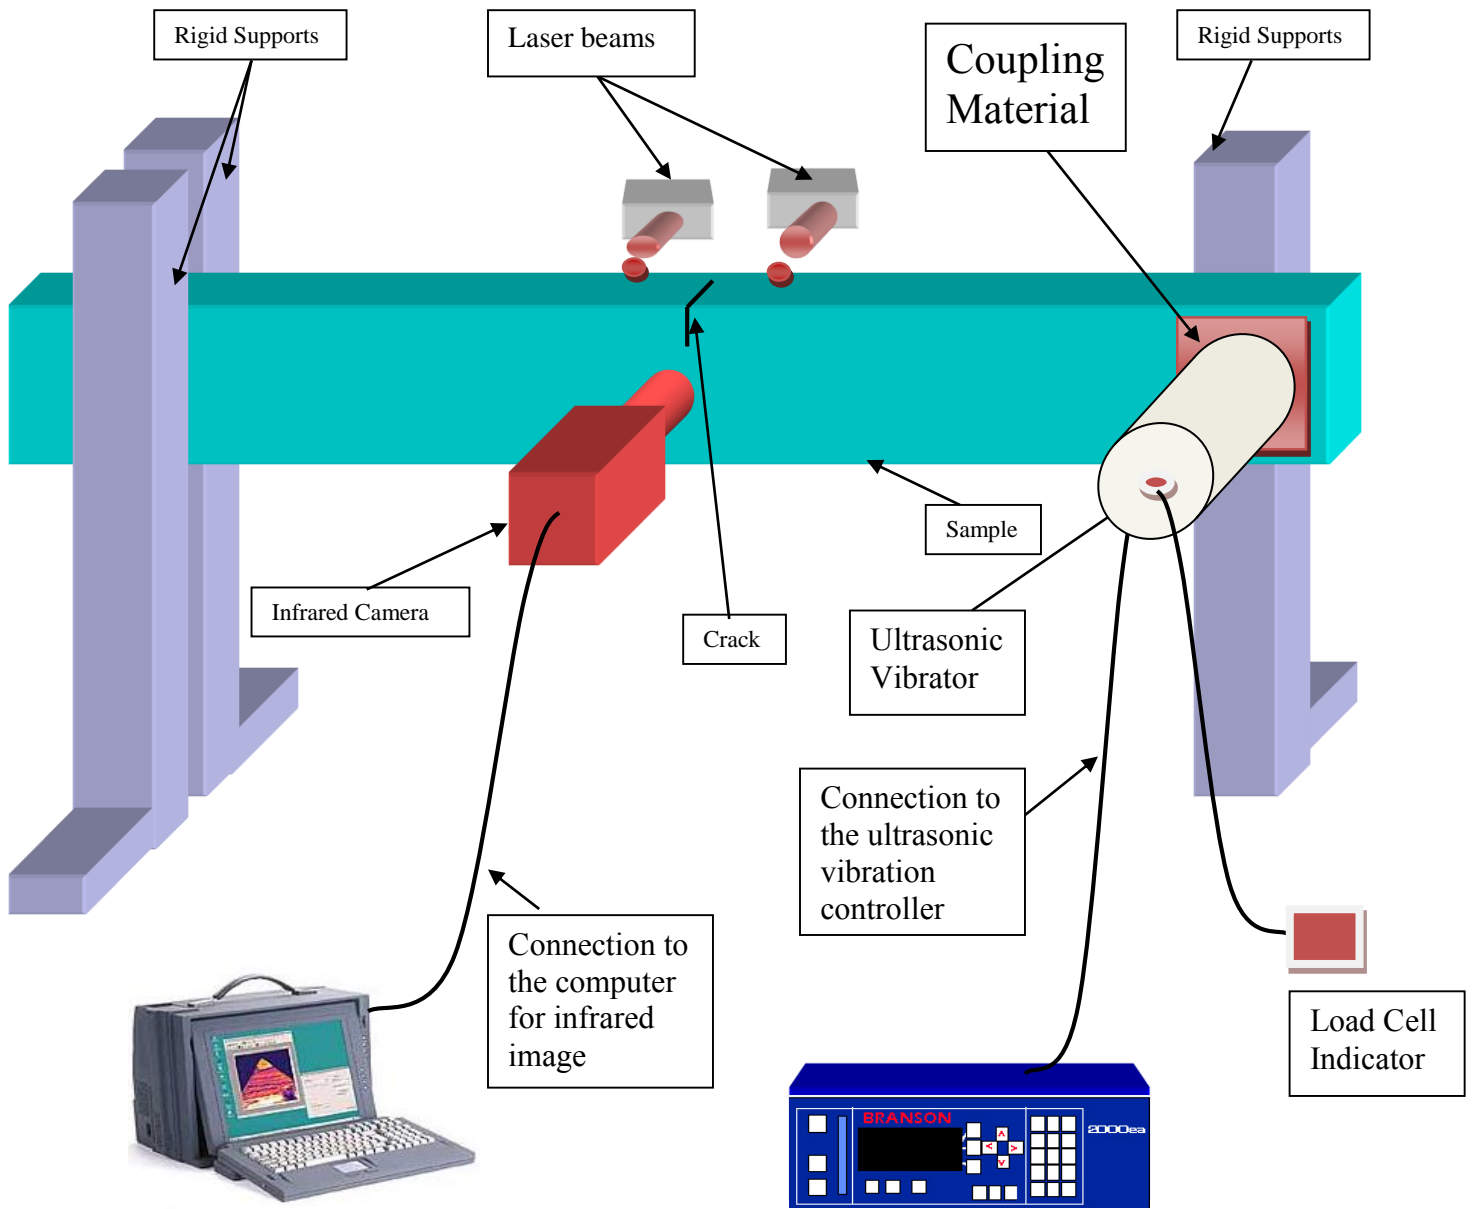 Rigid Supports
Laser beams
Coupling
Material
Rigid Supports
Sample
Infrared Camera
Crack
Ultrasonic
Vibrator
Connection to
the ultrasonic
vibration
controller
Connection to
the computer
for infrared
image
Load Cell
Indicator
BRANSON
2000ea